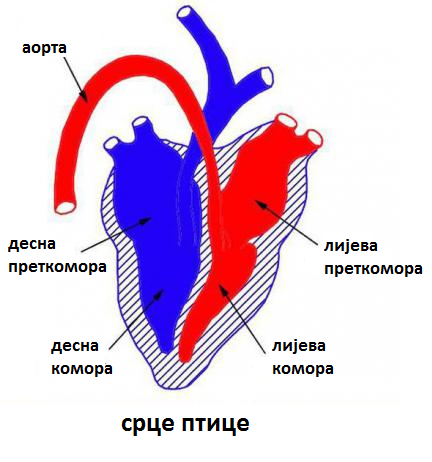 аорта
десна
преткомора
лијева
преткомора
десна
комора
лијева
комора
срце птице